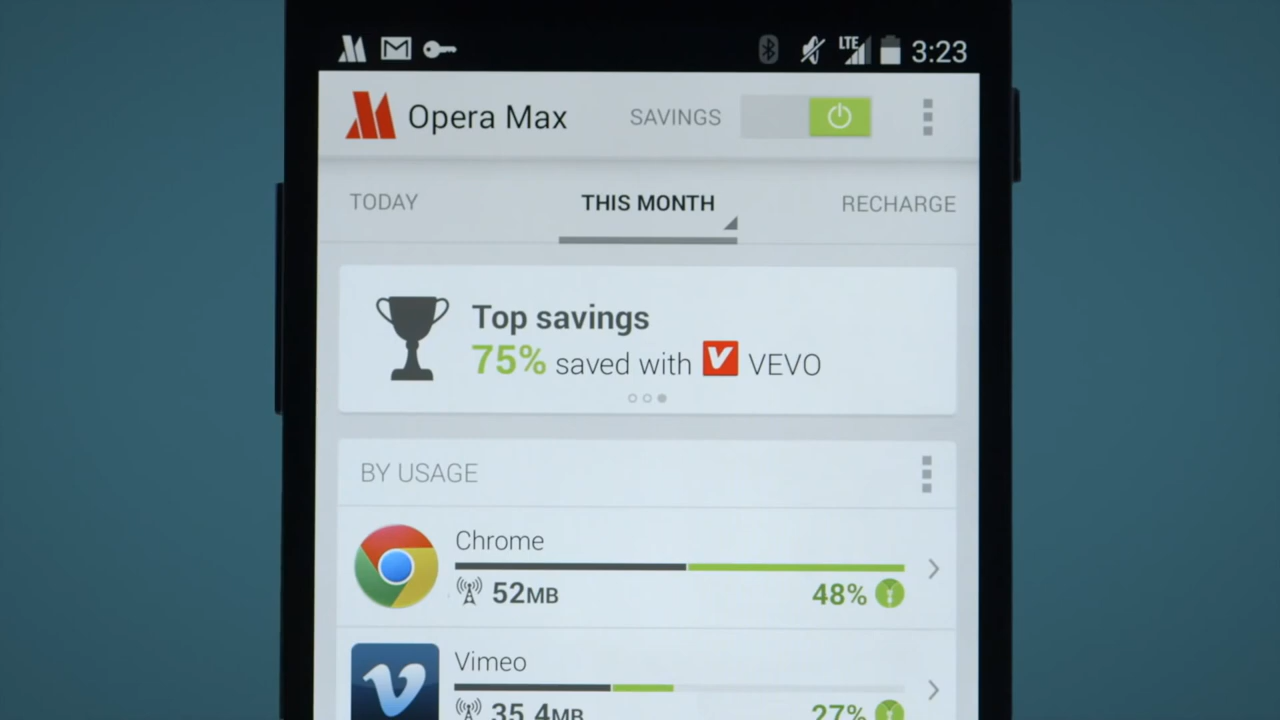 LTE 3:23
Opera Max SAVINGS
TODAY THIS MONTH RECHARGE
Top savings
75% saved with VEVO
BY USAGE
Chrome
52MB 48%
Vimeo
35.4MB 27%